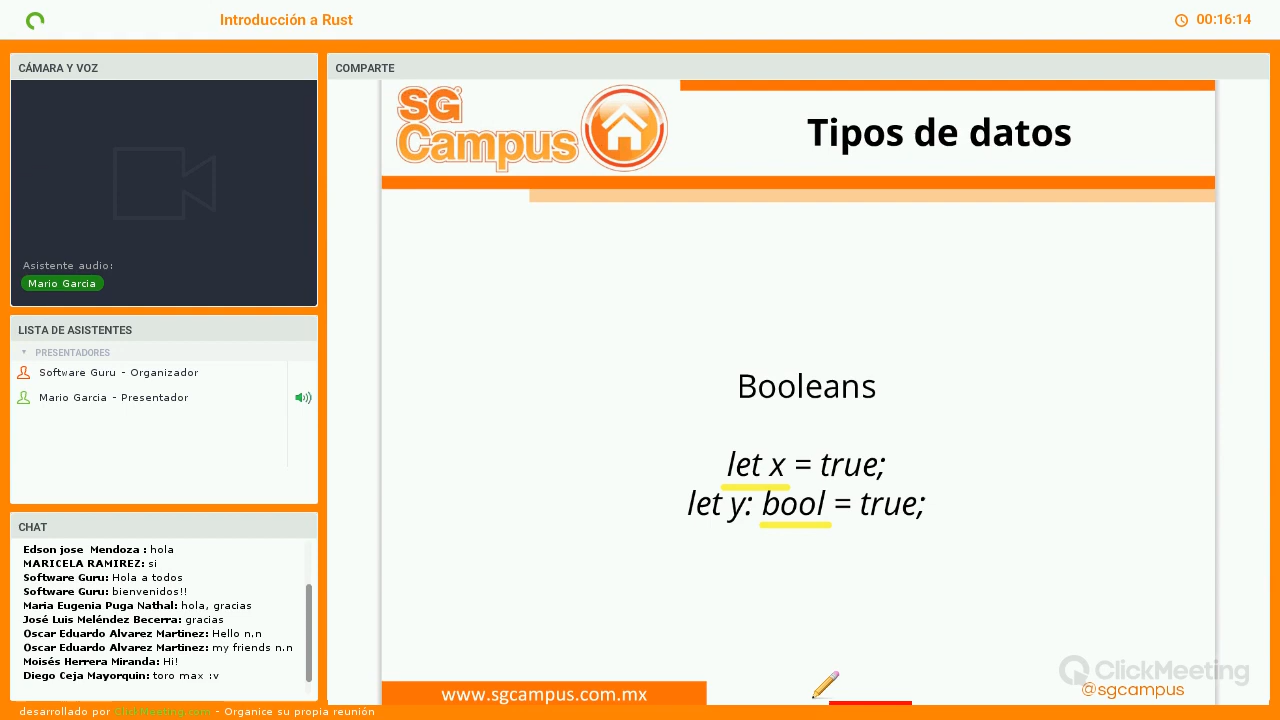 Introducción a Rust
00:16:14
CÁMARA Y VOZ
Asistente audio:
Mario Garcia
LISTA DE ASISTENTES
PRESENTADORES
Software Guru - Organizador
Mario Garcia - Presentador
CHAT
Edson jose Mendoza : hola
MARICELA RAMIREZ: si
Software Guru: Hola a todos
Software Guru: bienvenidos!!
Maria Eugenia Puga Nathal: hola, gracias
José Luis Meléndez Becerra: gracias
Oscar Eduardo Alvarez Martinez: Hello n.n
Oscar Eduardo Alvarez Martinez: my friends n.n
Moisés Herrera Miranda: Hi!
Diego Ceja Mayorquin: toro max :v
desarrollado por ClickMeeting.com - Organice su propia reunión
COMPARTE
SG
Campus
Tipos de datos
Booleans
let x = true;
let y: bool = true;
www.sgcampus.com.mx
ClickMeeting
@sgcampus